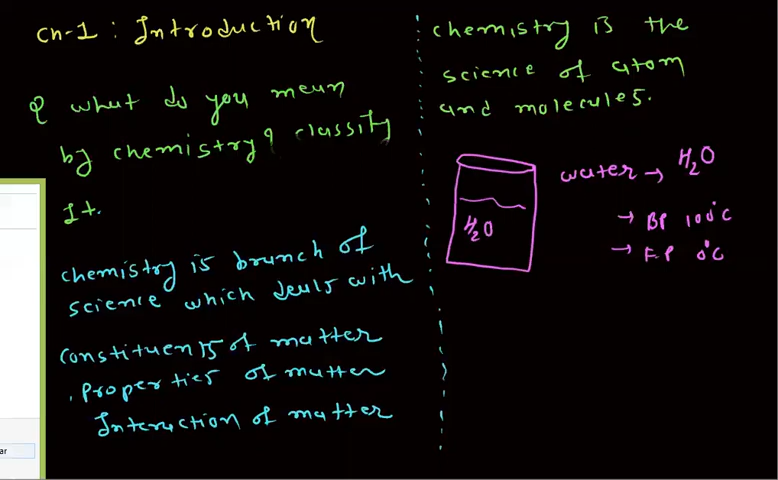 Ch-1 : Introduction
Q what do you mean
by chemistry? classify
It.
chemistry is branch of
science which deals with
constituents of matter
, properties of matter
Interaction of matter
chemistry is the
science of atom
and molecules.
water → H₂O
→ BP 100°C
→ F.P 0°C
H₂O
ar